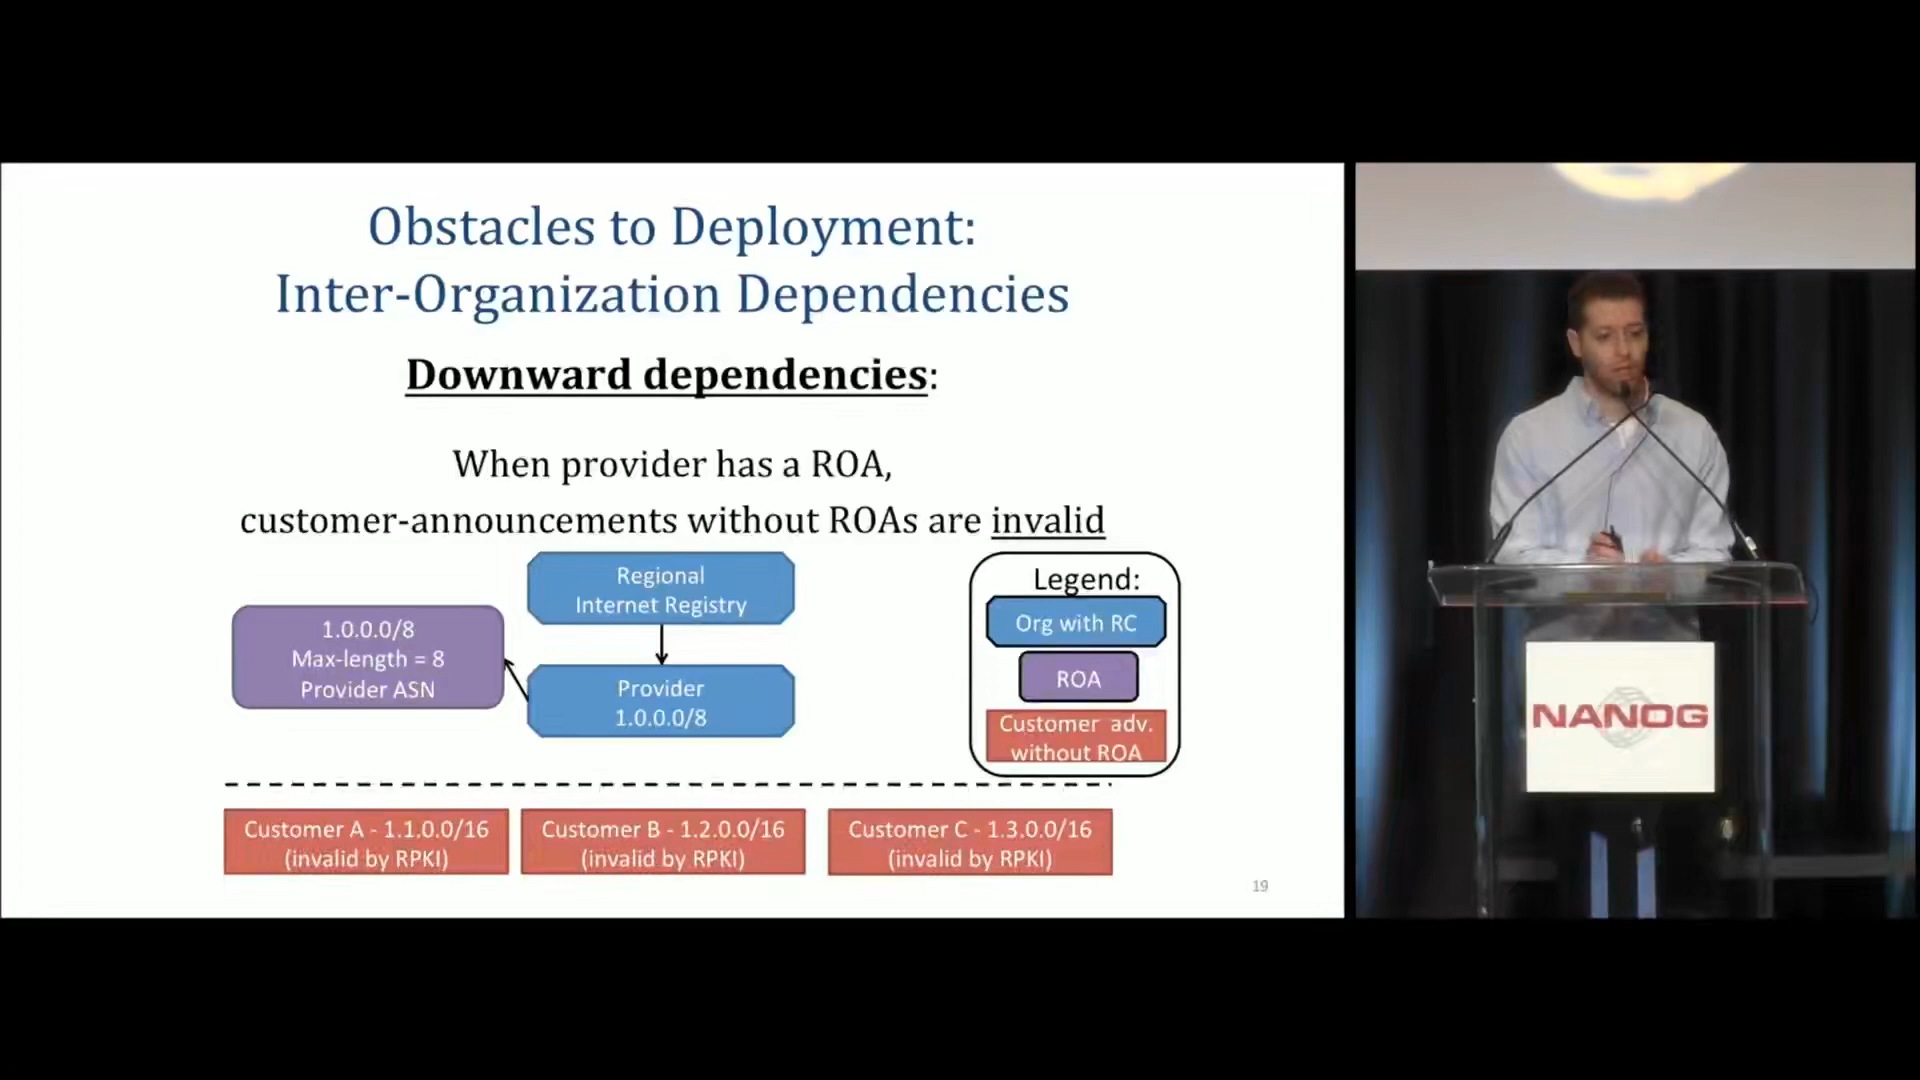 Obstacles to Deployment:
Inter-Organization Dependencies
Downward dependencies:
When provider has a ROA,
customer-announcements without ROAs are invalid
Regional
Internet Registry
1.0.0.0/8
Max-length = 8
Provider ASN
Provider
1.0.0.0/8
Legend:
Org with RC
ROA
Customer adv.
without ROA
Customer A - 1.1.0.0/16
(invalid by RPKI)
Customer B - 1.2.0.0/16
(invalid by RPKI)
Customer C - 1.3.0.0/16
(invalid by RPKI)
19
NANOG